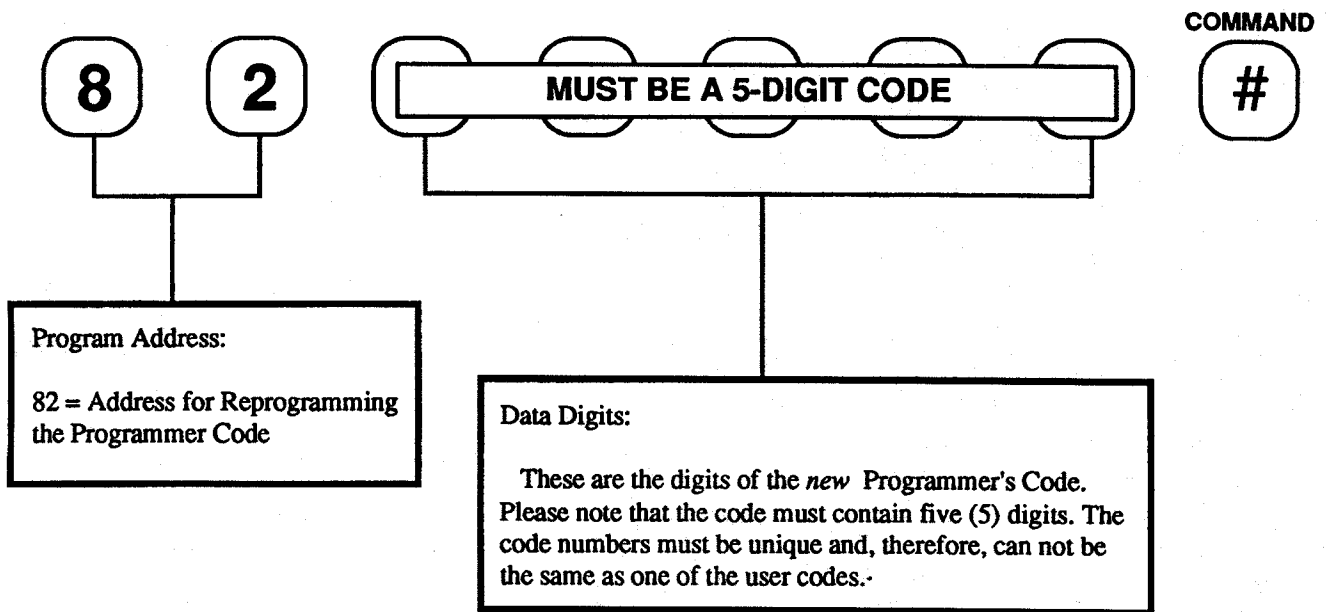 COMMAND
8 2 MUST BE A 5-DIGIT CODE #
Program Address:
82 = Address for Reprogramming
the Programmer Code
Data Digits:
These are the digits of the new Programmer's Code.
Please note that the code must contain five (5) digits. The
code numbers must be unique and, therefore, can not be
the same as one of the user codes.